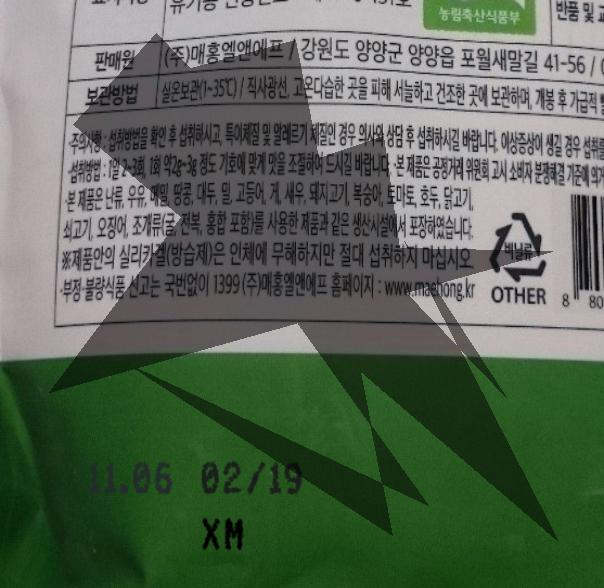 유기농
농림축산식품부
반품 및 교
판매원 (주)매홍엘앤에프 / 강원도 양양군 양양읍 포월새말길 41-56 /
보관방법 실온보관(1~35℃) / 직사광선, 고온다습한 곳을 피해 서늘하고 건조한 곳에 보관하며, 개봉 후 가급적
·주의사항 : 섭취방법을 확인 후 섭취하시고, 특이체질 및 알레르기 체질인 경우 의사와 상담 후 섭취하시길 바랍니다. 이상증상이 생길 경우 섭취를
·섭취방법 : 1일 2~3회, 1회 약2g~3g 정도 기호에 맞게 맛을 조절하여 드시길 바랍니다. ·본 제품은 공정거래 위원회 고시 소비자 분쟁해결 기준에 의거
·본 제품은 난류, 우유, 메밀, 땅콩, 대두, 밀, 고등어, 게, 새우, 돼지고기, 복숭아, 토마토, 호두, 닭고기,
쇠고기, 오징어, 조개류(굴, 전복, 홍합 포함)를 사용한 제품과 같은 생산시설에서 포장하였습니다.
※제품안의 실리카겔(방습제)은 인체에 무해하지만 절대 섭취하지 마십시오
·부정·불량식품 신고는 국번없이 1399 (주)매홍엘앤에프 홈페이지 : www.maehong.kr
비닐류
OTHER
8 80
11.06 02/19
XM